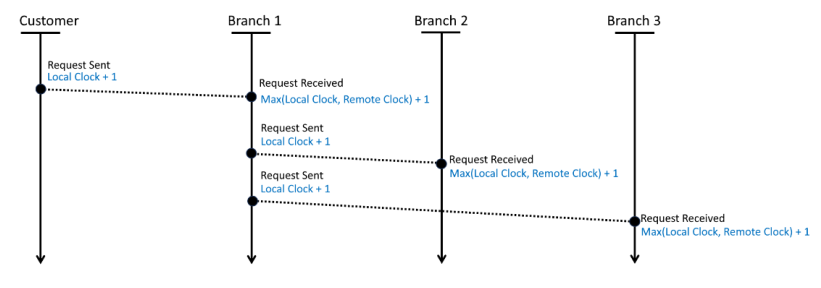 Customer
Branch 1
Branch 2
Branch 3
Request Sent
Local Clock + 1
Request Received
Max(Local Clock, Remote Clock) + 1
Request Sent
Local Clock + 1
Request Received
Max(Local Clock, Remote Clock) + 1
Request Sent
Local Clock + 1
Request Received
Max(Local Clock, Remote Clock) + 1